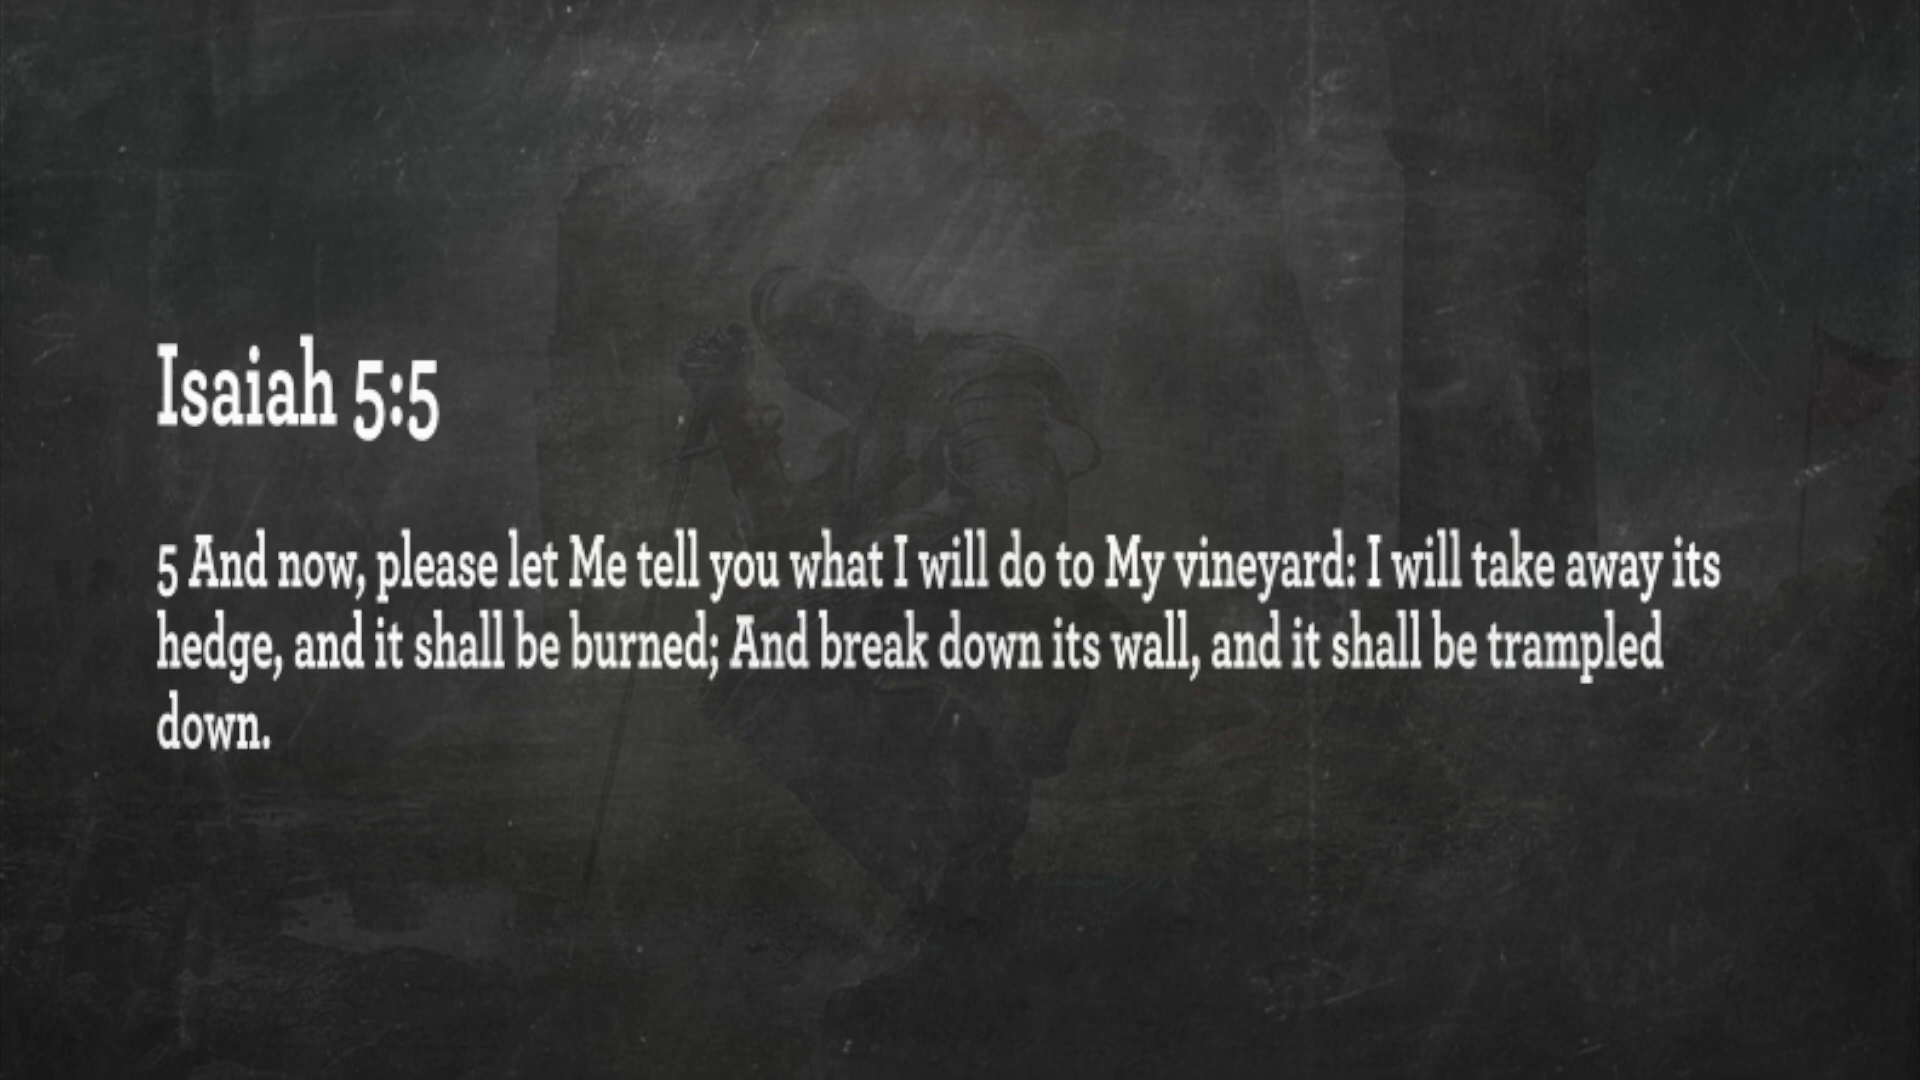 Isaiah 5:5
5 And now, please let Me tell you what I will do to My vineyard: I will take away its
hedge, and it shall be burned; And break down its wall, and it shall be trampled
down.